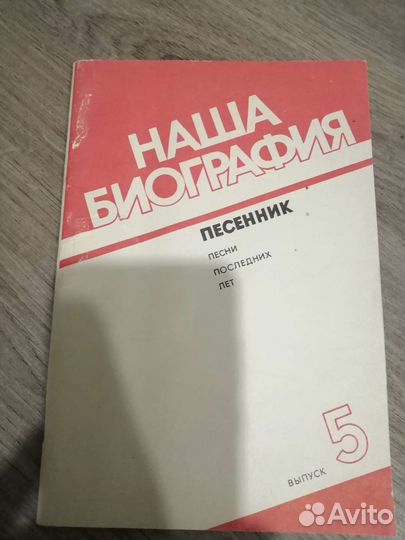 НАША
БИОГРАФИЯ
ПЕСЕННИК
ПЕСНИ
ПОСЛЕДНИХ
ЛЕТ
ВЫПУСК 5
Avito